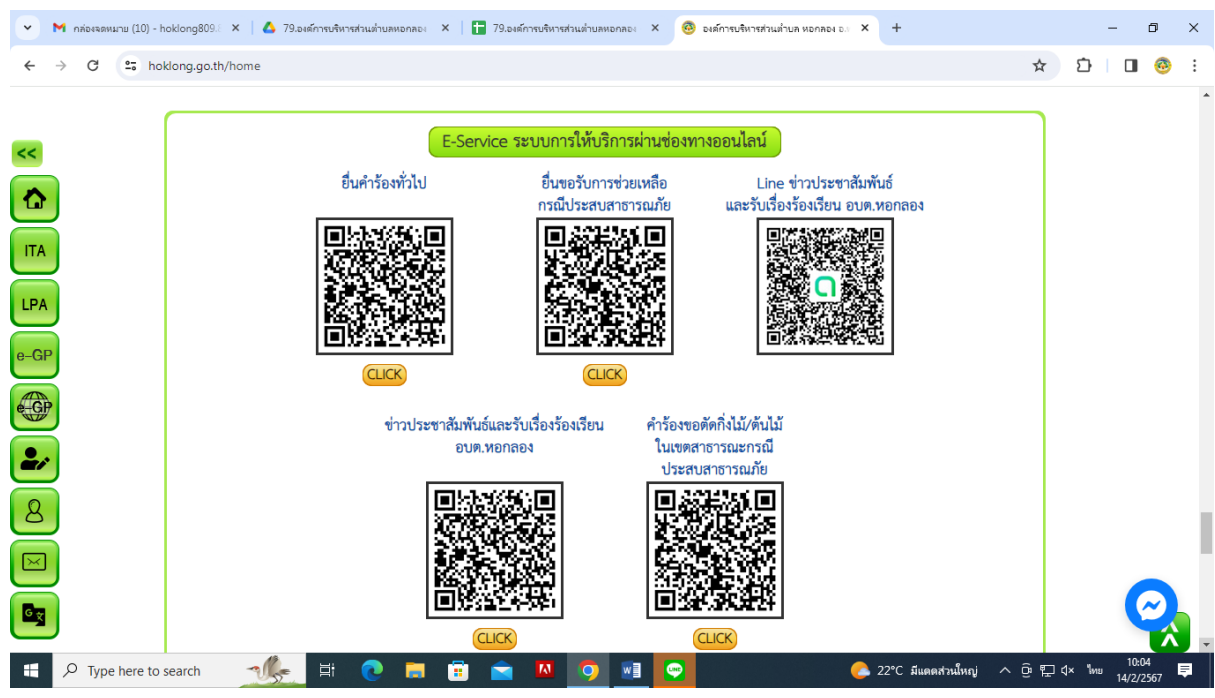 กล่องจดหมาย (10) - hoklong809.
79.องค์การบริหารส่วนตำบลหอกลอง
79.องค์การบริหารส่วนตำบลหอกลอง
องค์การบริหารส่วนตำบล หอกลอง อ.
hoklong.go.th/home
E-Service ระบบการให้บริการผ่านช่องทางออนไลน์
<<
ITA
LPA
e-GP
e-GP
ยื่นคำร้องทั่วไป
CLICK
ยื่นขอรับการช่วยเหลือ
กรณีประสบสาธารณภัย
CLICK
Line ข่าวประชาสัมพันธ์
และรับเรื่องร้องเรียน อบต.หอกลอง
ข่าวประชาสัมพันธ์และรับเรื่องร้องเรียน
อบต.หอกลอง
CLICK
คำร้องขอตัดกิ่งไม้/ต้นไม้
ในเขตสาธารณะกรณี
ประสบสาธารณภัย
CLICK
Type here to search
22°C มีแดดส่วนใหญ่
ไทย
10:04
14/2/2567